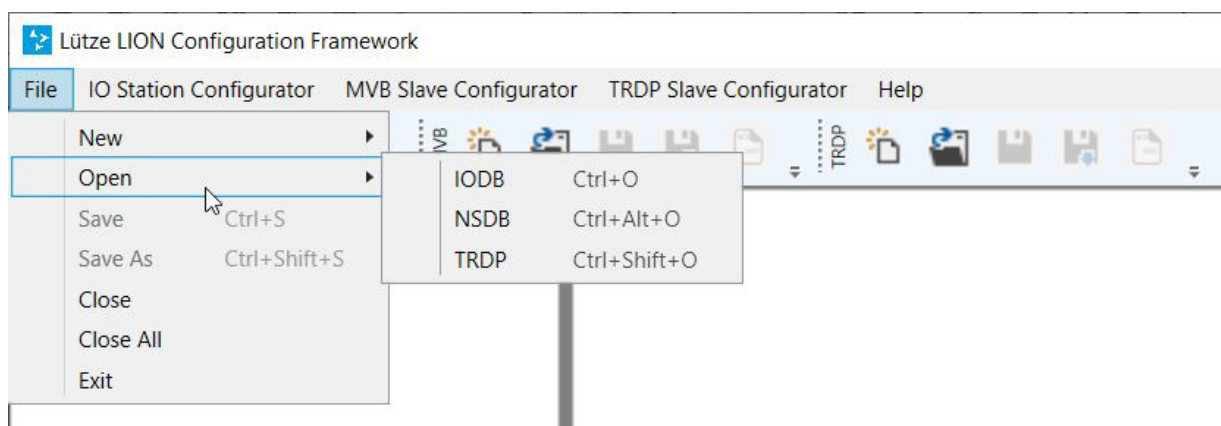 Lütze LION Configuration Framework
File IO Station Configurator MVB Slave Configurator TRDP Slave Configurator Help
New
Open
Save Ctrl+S
Save As Ctrl+Shift+S
Close
Close All
Exit
IODB Ctrl+O
NSDB Ctrl+Alt+O
TRDP Ctrl+Shift+O
TRDP